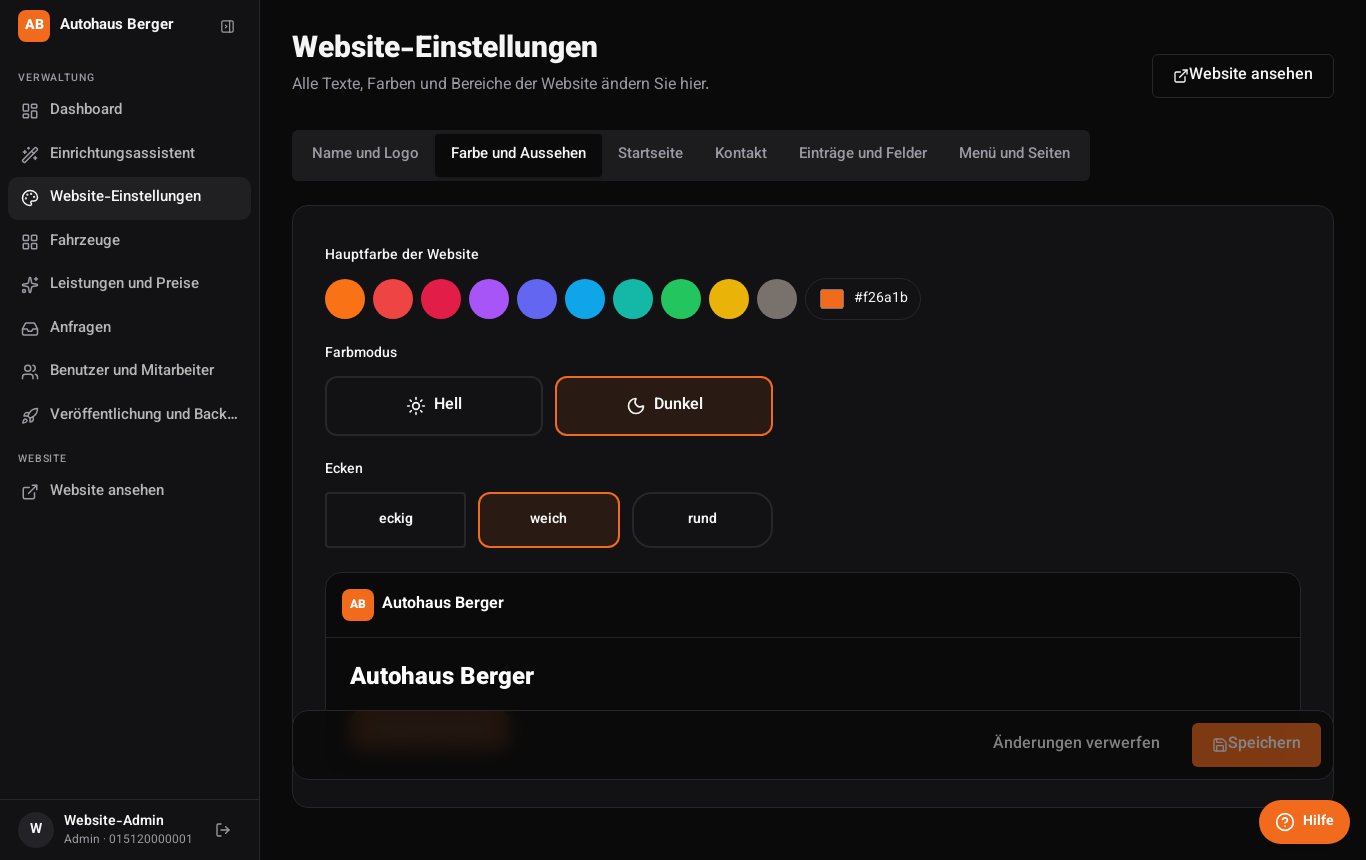 AB Autohaus Berger
VERWALTUNG
Dashboard
Einrichtungsassistent
Website-Einstellungen
Fahrzeuge
Leistungen und Preise
Anfragen
Benutzer und Mitarbeiter
Veröffentlichung und Back...
WEBSITE
Website ansehen
W
Website-Admin
Admin · 015120000001
Website-Einstellungen
Alle Texte, Farben und Bereiche der Website ändern Sie hier.
Website ansehen
Name und Logo Farbe und Aussehen Startseite Kontakt Einträge und Felder Menü und Seiten
Hauptfarbe der Website
#f26a1b
Farbmodus
Hell Dunkel
Ecken
eckig weich rund
AB Autohaus Berger
Autohaus Berger
Änderungen verwerfen Speichern
Hilfe